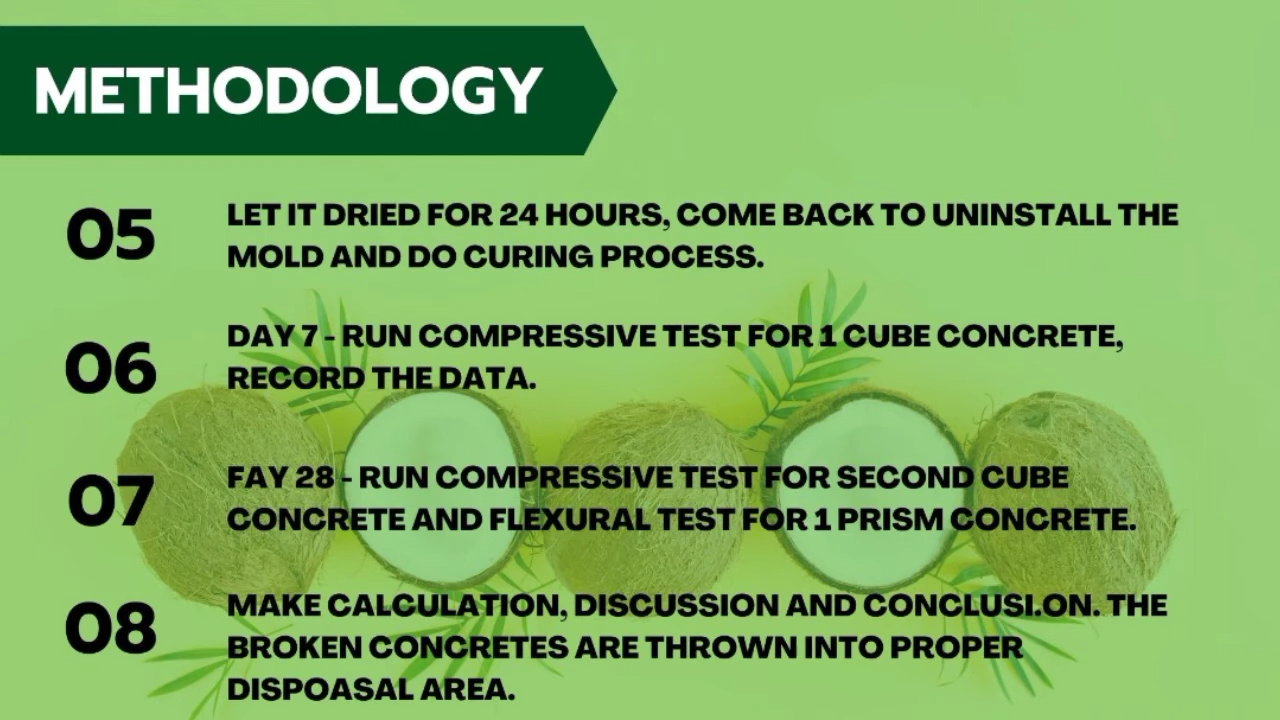 METHODOLOGY
05
LET IT DRIED FOR 24 HOURS, COME BACK TO UNINSTALL THE
MOLD AND DO CURING PROCESS.
06
DAY 7 - RUN COMPRESSIVE TEST FOR 1 CUBE CONCRETE,
RECORD THE DATA.
07
FAY 28 - RUN COMPRESSIVE TEST FOR SECOND CUBE
CONCRETE AND FLEXURAL TEST FOR 1 PRISM CONCRETE.
08
MAKE CALCULATION, DISCUSSION AND CONCLUSI.ON. THE
BROKEN CONCRETES ARE THROWN INTO PROPER
DISPOASAL AREA.